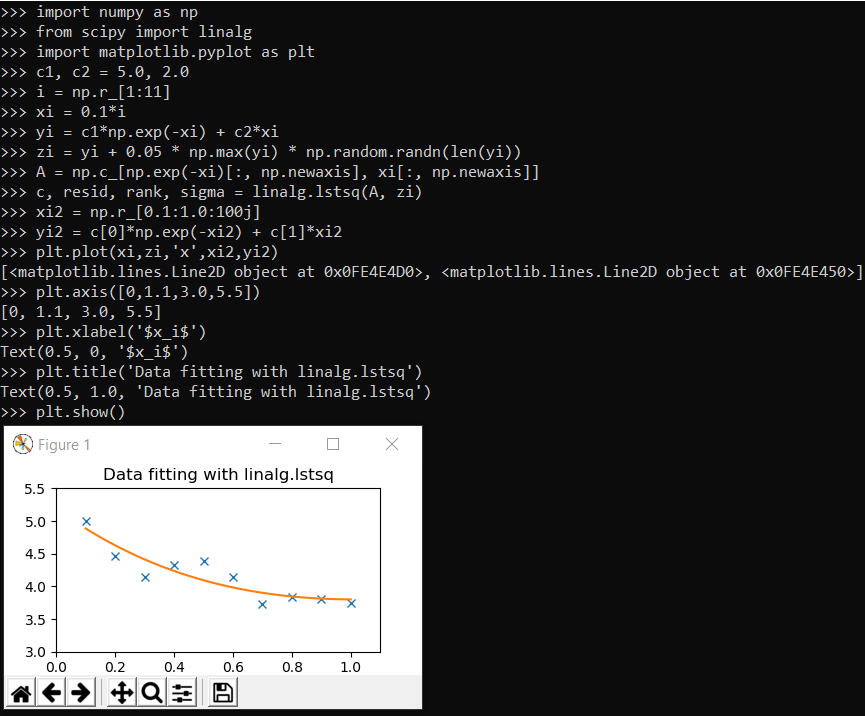 >>> import numpy as np
>>> from scipy import linalg
>>> import matplotlib.pyplot as plt
>>> c1, c2 = 5.0, 2.0
>>> i = np.r_[1:11]
>>> xi = 0.1*i
>>> yi = c1*np.exp(-xi) + c2*xi
>>> zi = yi + 0.05 * np.max(yi) * np.random.randn(len(yi))
>>> A = np.c_[np.exp(-xi)[:, np.newaxis], xi[:, np.newaxis]]
>>> c, resid, rank, sigma = linalg.lstsq(A, zi)
>>> xi2 = np.r_[0.1:1.0:100j]
>>> yi2 = c[0]*np.exp(-xi2) + c[1]*xi2
>>> plt.plot(xi,zi,'x',xi2,yi2)
[<matplotlib.lines.Line2D object at 0x0FE4E4D0>, <matplotlib.lines.Line2D object at 0x0FE4E450>]
>>> plt.axis([0,1.1,3.0,5.5])
[0, 1.1, 3.0, 5.5]
>>> plt.xlabel('$x_i$')
Text(0.5, 0, '$x_i$')
>>> plt.title('Data fitting with linalg.lstsq')
Text(0.5, 1.0, 'Data fitting with linalg.lstsq')
>>> plt.show()
Figure 1
Data fitting with linalg.lstsq
5.5
5.0
4.5
4.0
3.5
3.0
0.0 0.2 0.4 0.6 0.8 1.0